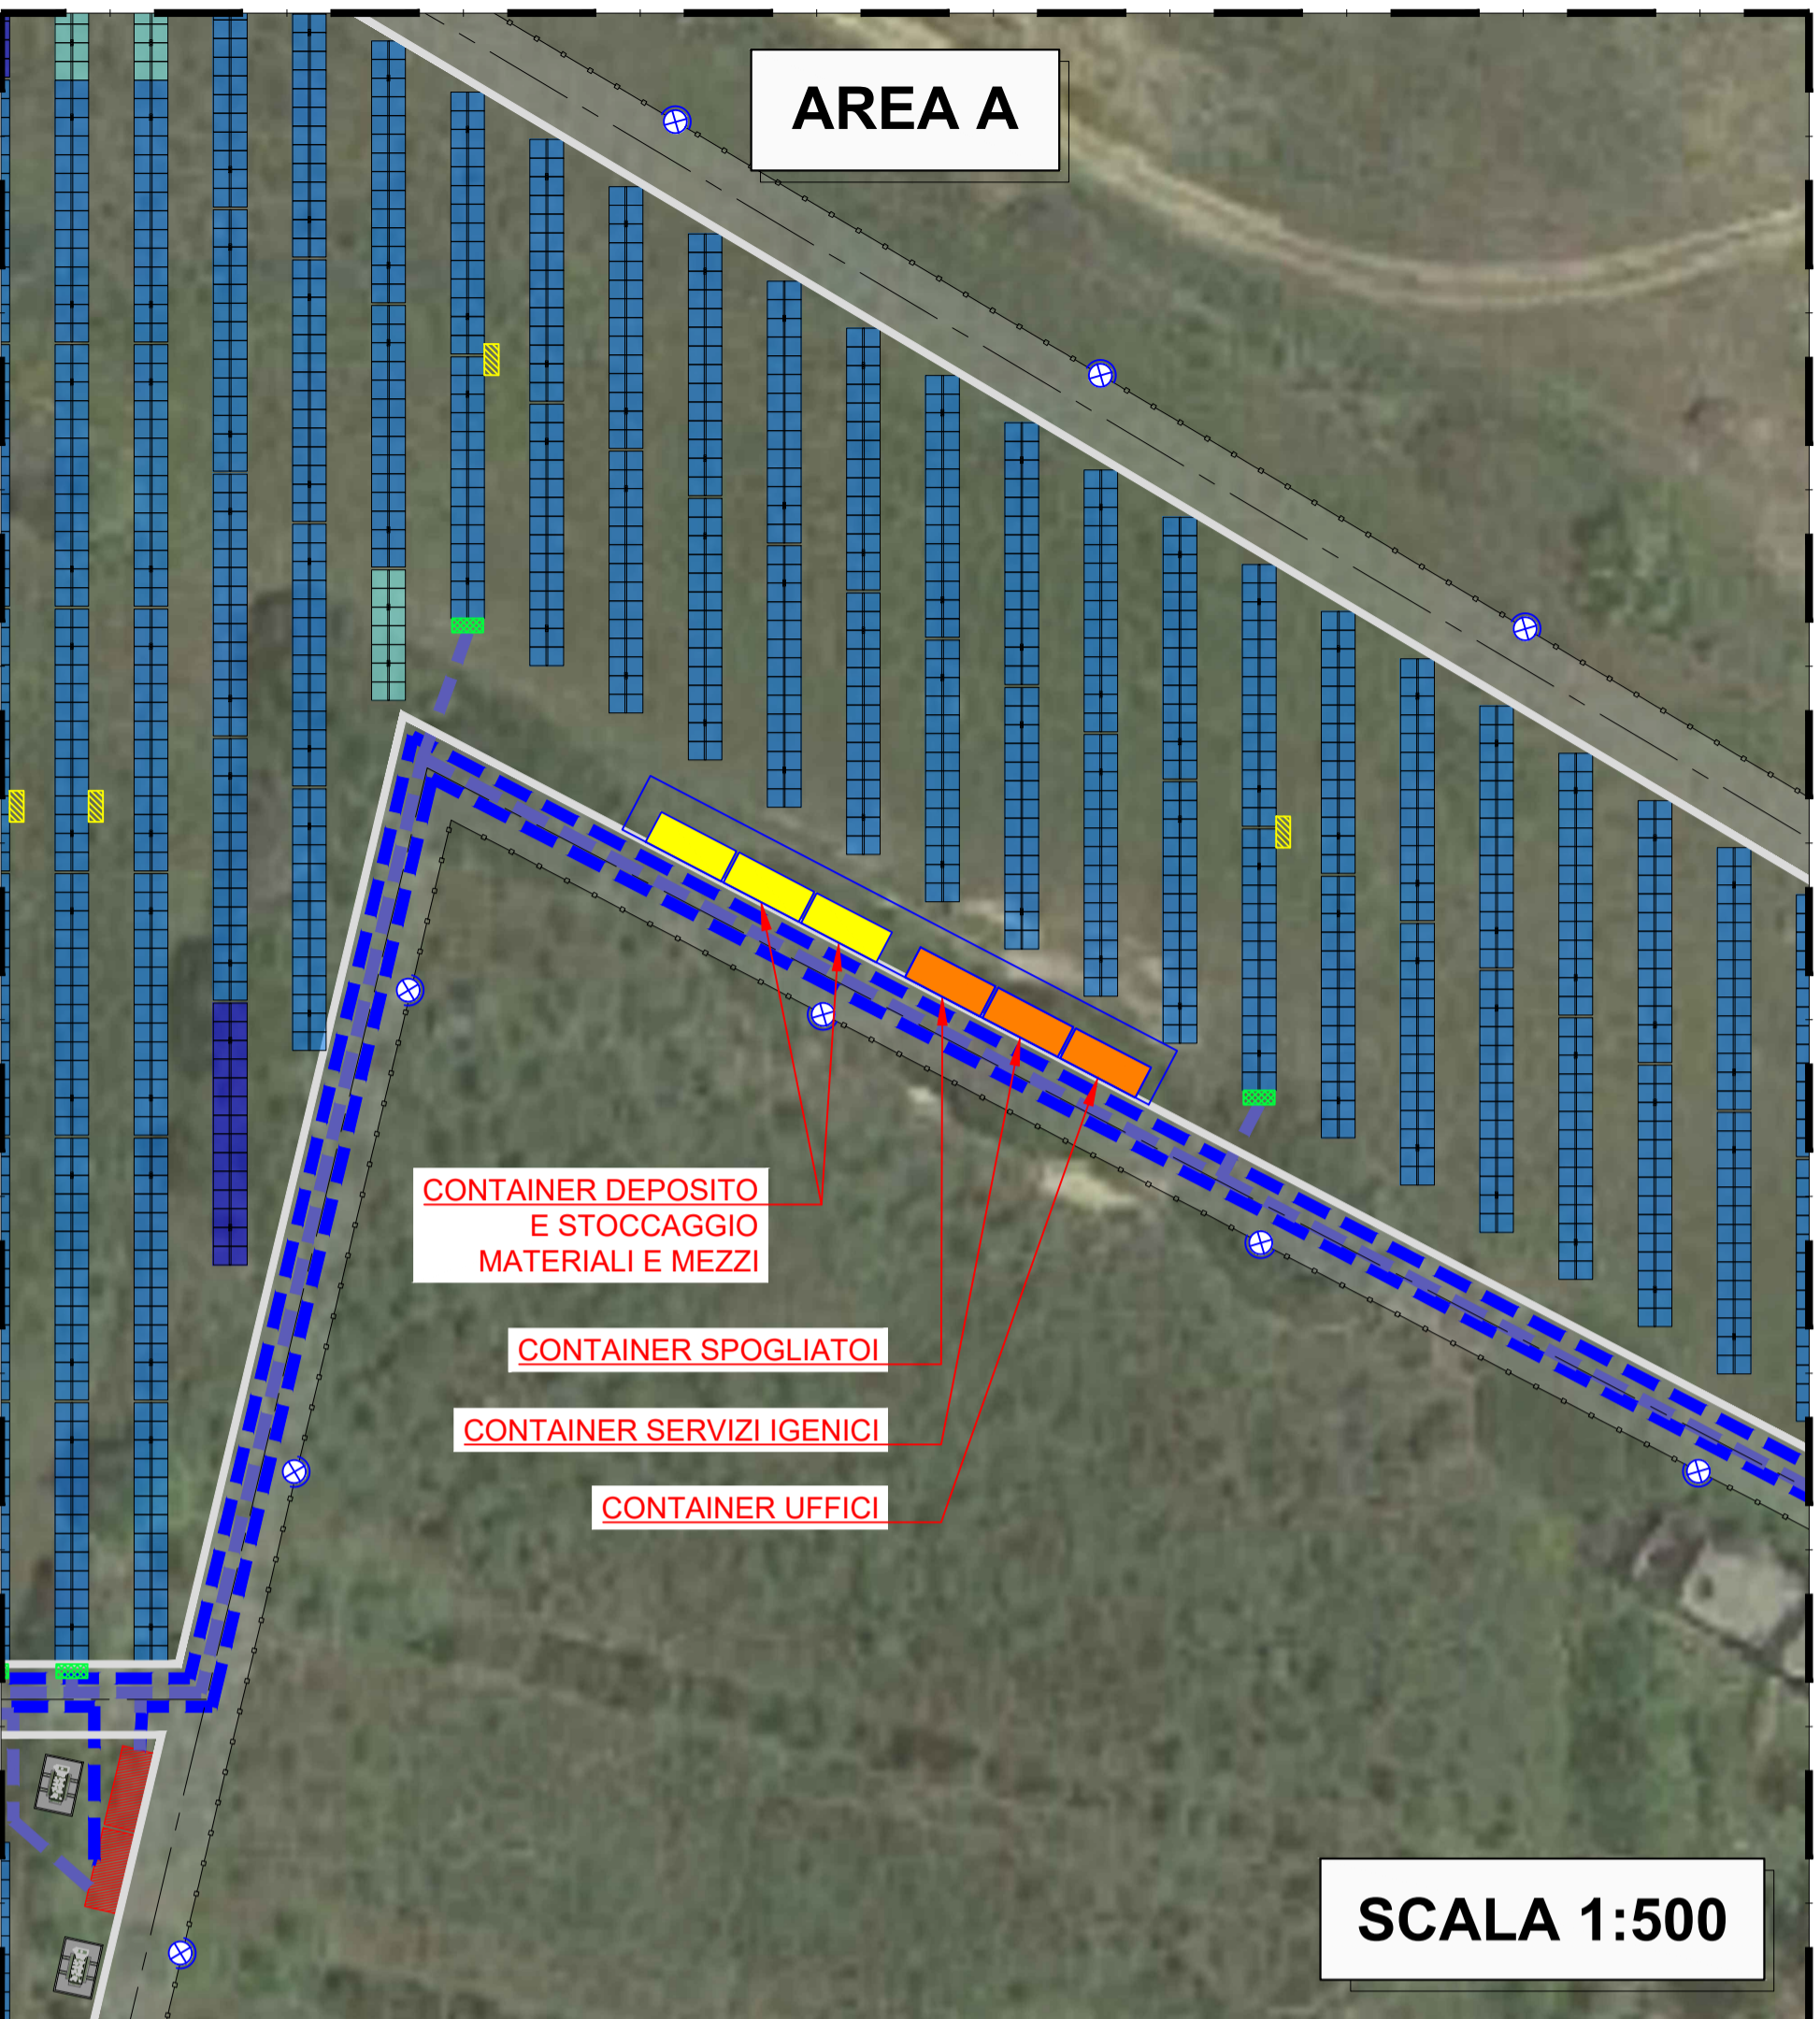 AREA A
CONTAINER DEPOSITO
E STOCCAGGIO
MATERIALI E MEZZI
CONTAINER SPOGLIATOI
CONTAINER SERVIZI IGENICI
CONTAINER UFFICI
SCALA 1:500